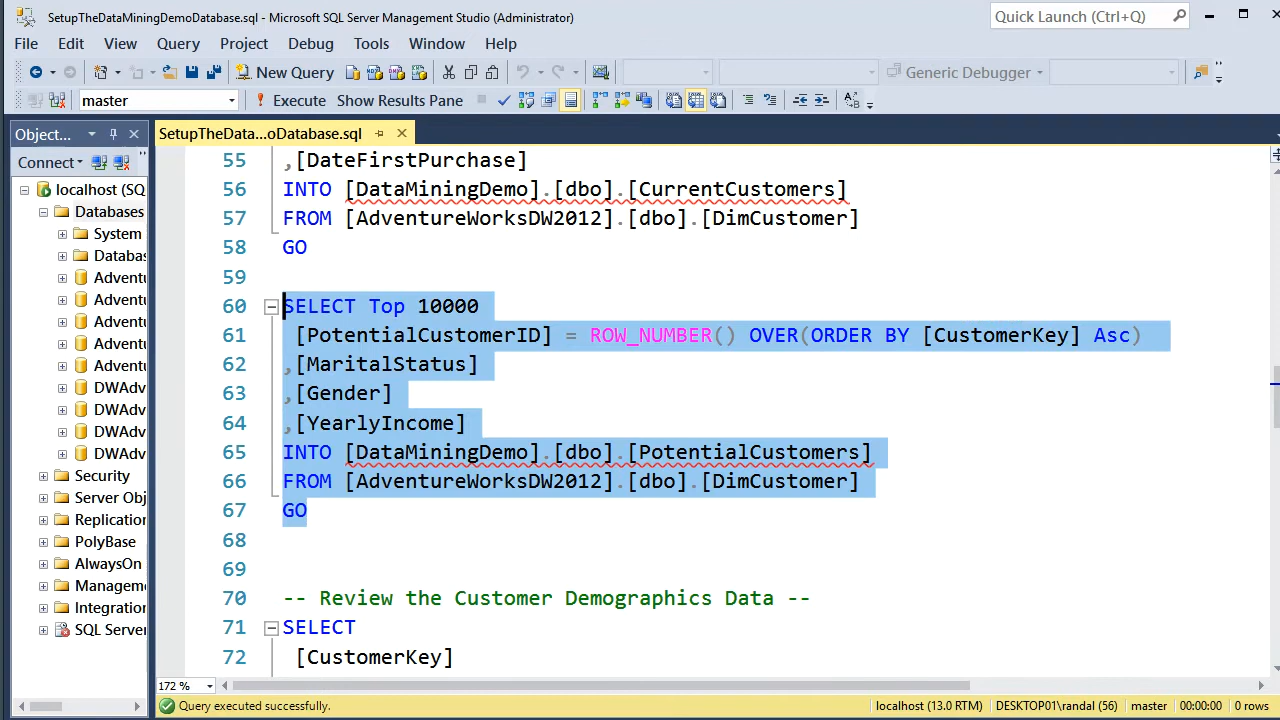 SetupTheDataMiningDemoDatabase.sql - Microsoft SQL Server Management Studio (Administrator)
Quick Launch (Ctrl+Q)
File Edit View Query Project Debug Tools Window Help
New Query
Generic Debugger
master
Execute Show Results Pane
Object...
SetupTheData...oDatabase.sql
Connect
localhost (SQ
Databases
System
Databas
Adventu
Adventu
Adventu
Adventu
Adventu
DWAdv
DWAdv
DWAdv
DWAdv
Security
Server Obj
Replication
PolyBase
AlwaysOn
Manageme
Integration
SQL Server
55 ,[DateFirstPurchase]
56 INTO [DataMiningDemo].[dbo].[CurrentCustomers]
57 FROM [AdventureWorksDW2012].[dbo].[DimCustomer]
58 GO
59
60 SELECT Top 10000
61 [PotentialCustomerID] = ROW_NUMBER() OVER(ORDER BY [CustomerKey] Asc)
62 ,[MaritalStatus]
63 ,[Gender]
64 ,[YearlyIncome]
65 INTO [DataMiningDemo].[dbo].[PotentialCustomers]
66 FROM [AdventureWorksDW2012].[dbo].[DimCustomer]
67 GO
68
69
70 -- Review the Customer Demographics Data --
71 SELECT
72 [CustomerKey]
172 %
Query executed successfully.
localhost (13.0 RTM) DESKTOP01\randal (56) master 00:00:00 0 rows